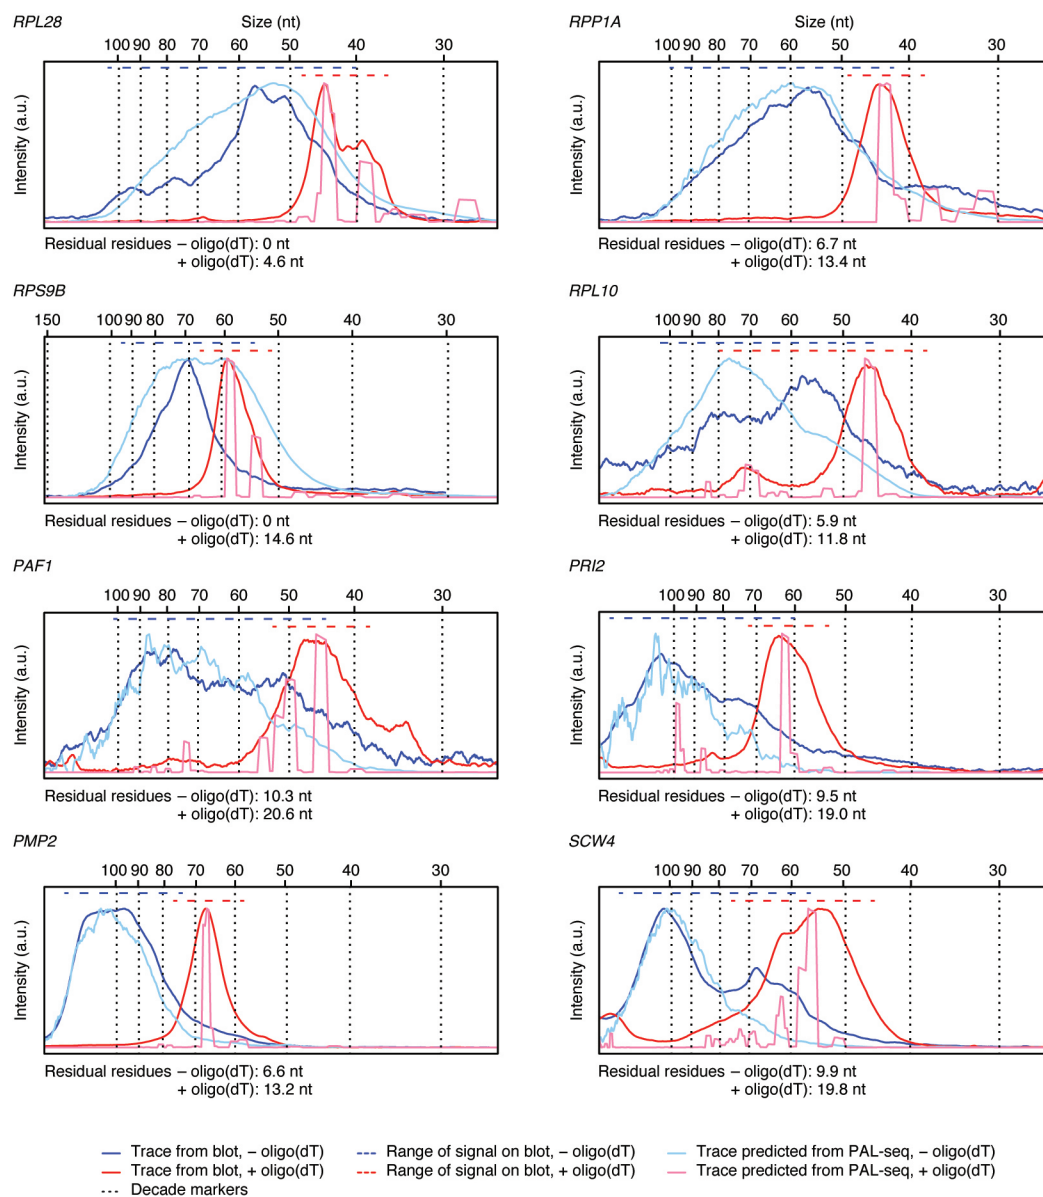 RPL28
Size (nt)
100 90 80 70 60 50 40 30
Intensity (a.u.)
Residual residues – oligo(dT): 0 nt
+ oligo(dT): 4.6 nt
RPP1A
Size (nt)
100 90 80 70 60 50 40 30
Intensity (a.u.)
Residual residues – oligo(dT): 6.7 nt
+ oligo(dT): 13.4 nt
RPS9B
150 100 90 80 70 60 50 40 30
Intensity (a.u.)
Residual residues – oligo(dT): 0 nt
+ oligo(dT): 14.6 nt
RPL10
100 90 80 70 60 50 40 30
Intensity (a.u.)
Residual residues – oligo(dT): 5.9 nt
+ oligo(dT): 11.8 nt
PAF1
100 90 80 70 60 50 40 30
Intensity (a.u.)
Residual residues – oligo(dT): 10.3 nt
+ oligo(dT): 20.6 nt
PRI2
100 90 80 70 60 50 40 30
Intensity (a.u.)
Residual residues – oligo(dT): 9.5 nt
+ oligo(dT): 19.0 nt
PMP2
100 90 80 70 60 50 40 30
Intensity (a.u.)
Residual residues – oligo(dT): 6.6 nt
+ oligo(dT): 13.2 nt
SCW4
100 90 80 70 60 50 40 30
Intensity (a.u.)
Residual residues – oligo(dT): 9.9 nt
+ oligo(dT): 19.8 nt
Trace from blot, – oligo(dT)
Trace from blot, + oligo(dT)
Decade markers
Range of signal on blot, – oligo(dT)
Range of signal on blot, + oligo(dT)
Trace predicted from PAL-seq, – oligo(dT)
Trace predicted from PAL-seq, + oligo(dT)